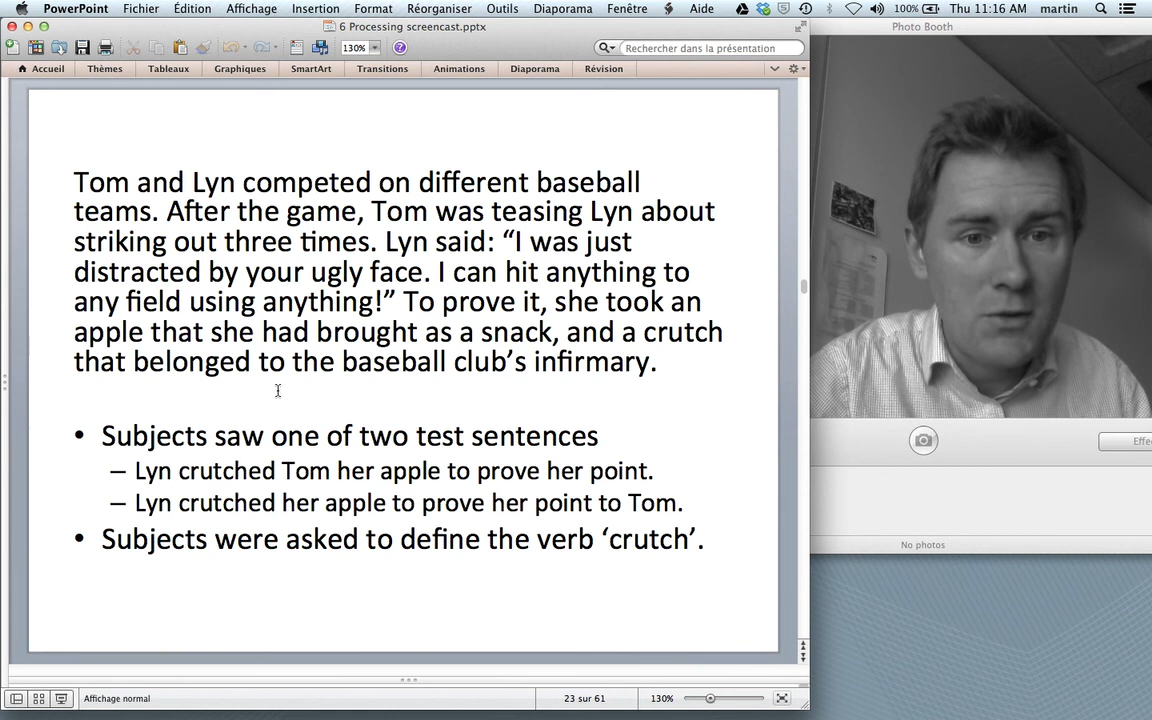 PowerPoint Fichier Édition Affichage Insertion Format Réorganiser Outils Diaporama Fenêtre Aide 100% Thu 11:16 AM martin
6 Processing screencast.pptx
Photo Booth
130%
Rechercher dans la présentation
Accueil Thèmes Tableaux Graphiques SmartArt Transitions Animations Diaporama Révision
Tom and Lyn competed on different baseball
teams. After the game, Tom was teasing Lyn about
striking out three times. Lyn said: “I was just
distracted by your ugly face. I can hit anything to
any field using anything!” To prove it, she took an
apple that she had brought as a snack, and a crutch
that belonged to the baseball club’s infirmary.
• Subjects saw one of two test sentences
– Lyn crutched Tom her apple to prove her point.
– Lyn crutched her apple to prove her point to Tom.
• Subjects were asked to define the verb ‘crutch’.
Effe
No photos
Affichage normal
23 sur 61
130%